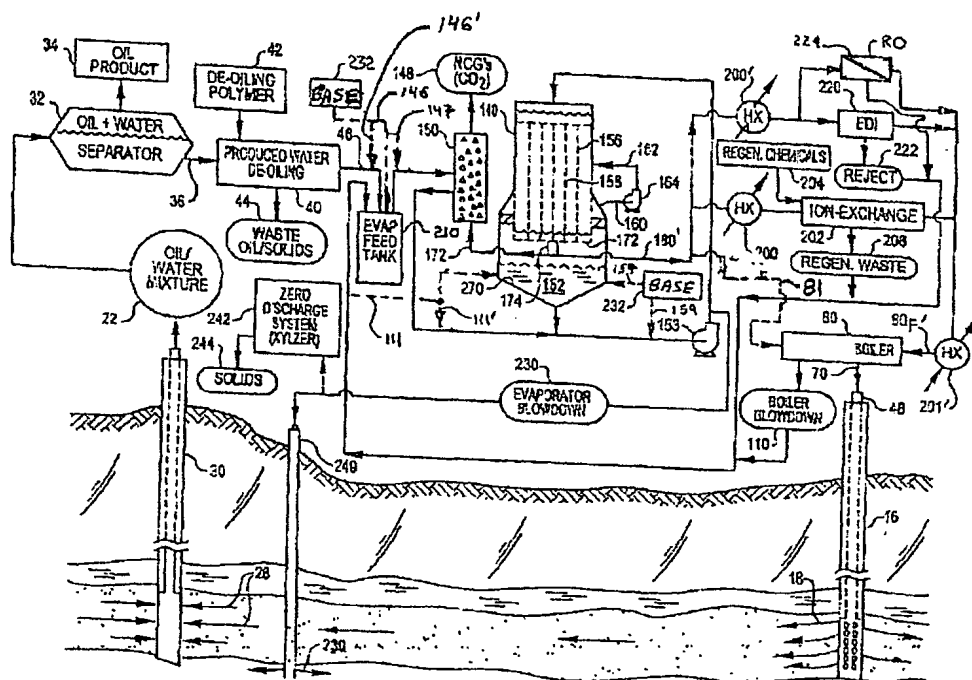 146'
34
OIL
PRODUCT
42
DE-OILING
POLYMER
232
BASE
148
NCG's
(CO2)
146
147
224
RO
200'
220
32
OIL + WATER
SEPARATOR
46
150
140
156
HX
EDI
PRODUCED WATER
DE-OILING
162
REGEN. CHEMICALS
204
222
REJECT
158
164
36
44
40
WASTE
OIL/SOLIDS
EVAP
FEED
TANK
210
160
HX
ION-EXCHANGE
202
208
200
REGEN. WASTE
172
172
180'
OIL/
WATER
MIXTURE
22
242
ZERO
DISCHARGE
SYSTEM
(XYLZER)
270
174
152
159
BASE
232
159
153
81
111
111'
80
BOILER
80F'
HX
201'
244
SOLIDS
230
EVAPORATOR
BLOWDOWN
70
48
BOILER
BLOWDOWN
110
30
240
16
28
18
230